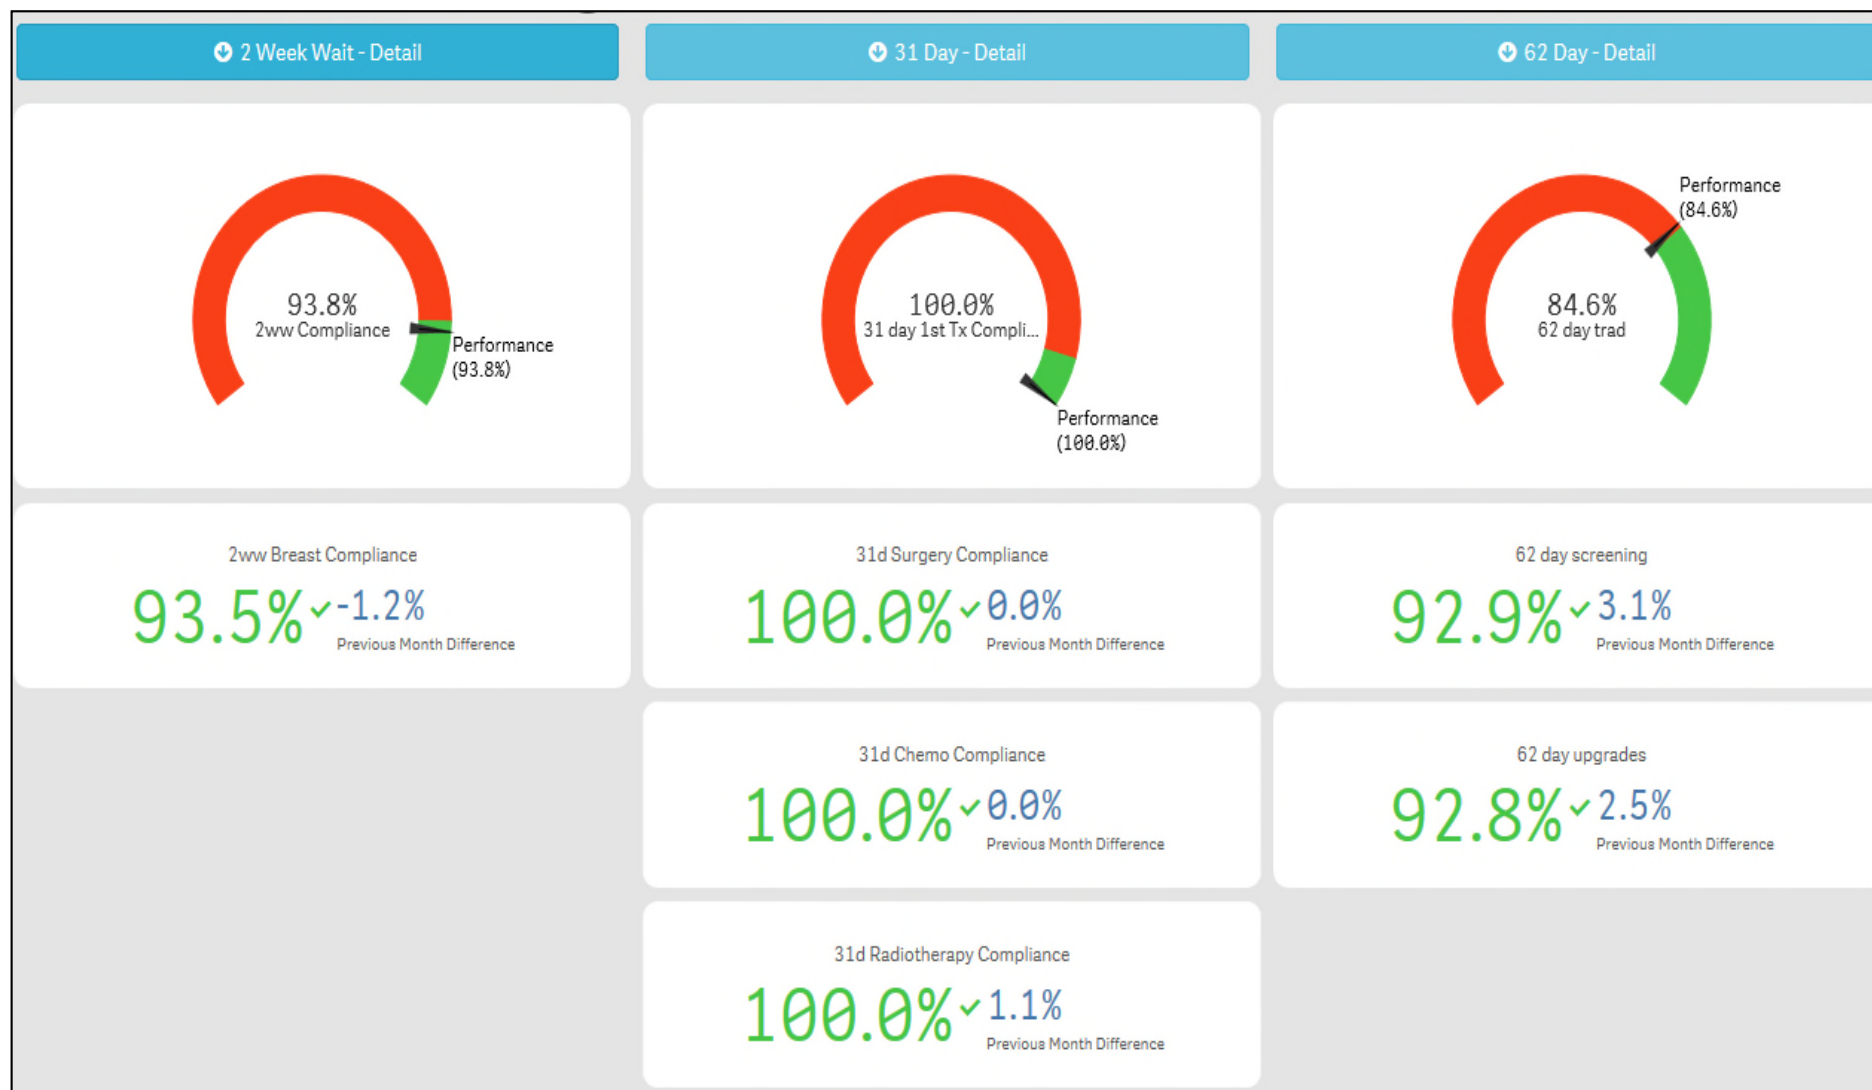 2 Week Wait - Detail
31 Day - Detail
62 Day - Detail
93.8%
2ww Compliance
Performance
(93.8%)
100.0%
31 day 1st Tx Compli...
Performance
(100.0%)
Performance
(84.6%)
84.6%
62 day trad
2ww Breast Compliance
93.5% -1.2%
Previous Month Difference
31d Surgery Compliance
100.0% 0.0%
Previous Month Difference
62 day screening
92.9% 3.1%
Previous Month Difference
31d Chemo Compliance
100.0% 0.0%
Previous Month Difference
62 day upgrades
92.8% 2.5%
Previous Month Difference
31d Radiotherapy Compliance
100.0% 1.1%
Previous Month Difference